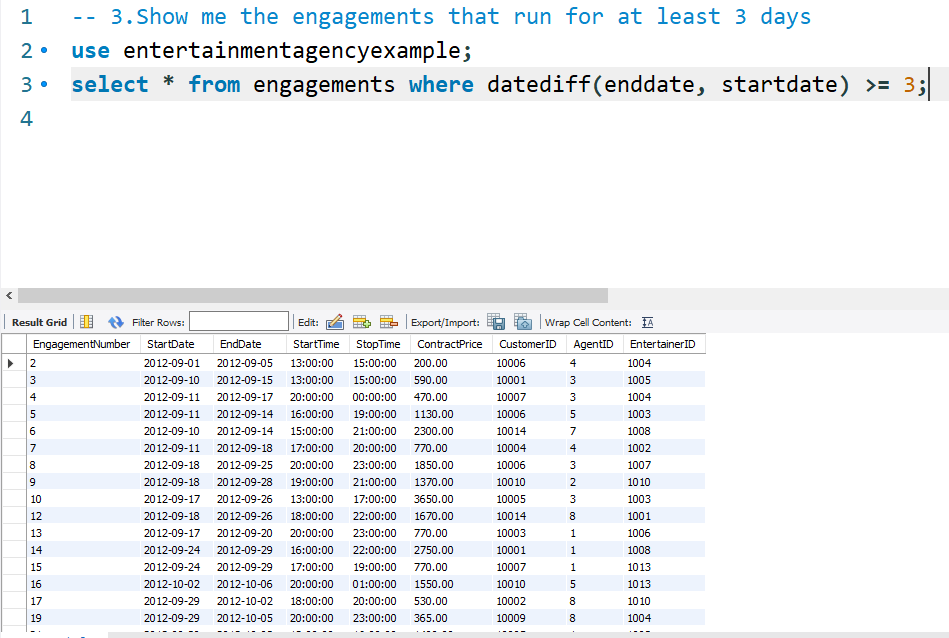 1 -- 3.Show me the engagements that run for at least 3 days
2 use entertainmentagencyexample;
3 select * from engagements where datediff(enddate, startdate) >= 3;
4
Result Grid Filter Rows: Edit: Export/Import: Wrap Cell Content:
EngagementNumber StartDate EndDate StartTime StopTime ContractPrice CustomerID AgentID EntertainerID
2 2012-09-01 2012-09-05 13:00:00 15:00:00 200.00 10006 4 1004
3 2012-09-10 2012-09-15 13:00:00 15:00:00 590.00 10001 3 1005
4 2012-09-11 2012-09-17 20:00:00 00:00:00 470.00 10007 3 1004
5 2012-09-11 2012-09-14 16:00:00 19:00:00 1130.00 10006 5 1003
6 2012-09-10 2012-09-14 15:00:00 21:00:00 2300.00 10014 7 1008
7 2012-09-11 2012-09-18 17:00:00 20:00:00 770.00 10004 4 1002
8 2012-09-18 2012-09-25 20:00:00 23:00:00 1850.00 10006 3 1007
9 2012-09-18 2012-09-28 19:00:00 21:00:00 1370.00 10010 2 1010
10 2012-09-17 2012-09-26 13:00:00 17:00:00 3650.00 10005 3 1003
12 2012-09-18 2012-09-26 18:00:00 22:00:00 1670.00 10014 8 1001
13 2012-09-17 2012-09-20 20:00:00 23:00:00 770.00 10003 1 1006
14 2012-09-24 2012-09-29 16:00:00 22:00:00 2750.00 10001 1 1008
15 2012-09-24 2012-09-29 17:00:00 19:00:00 770.00 10007 1 1013
16 2012-10-02 2012-10-06 20:00:00 01:00:00 1550.00 10010 5 1013
17 2012-09-29 2012-10-02 18:00:00 20:00:00 530.00 10002 8 1010
19 2012-09-29 2012-10-05 20:00:00 23:00:00 365.00 10009 8 1004